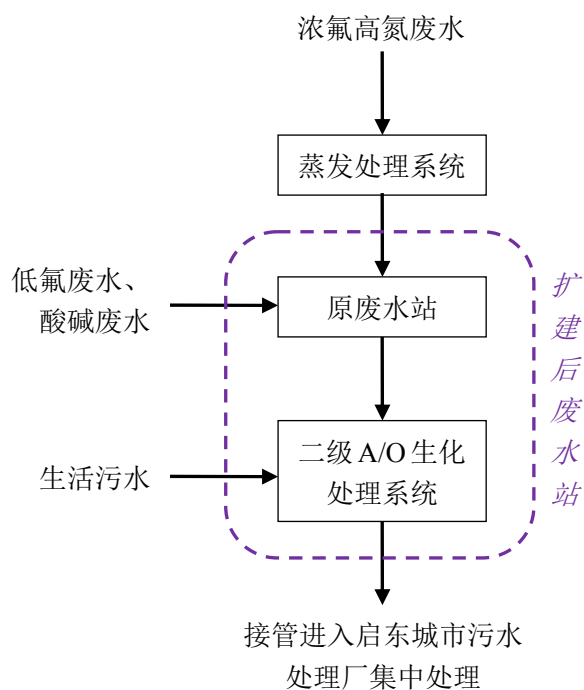 浓氟高氮废水
蒸发处理系统
低氟废水、
酸碱废水
原废水站
扩建后废水站
生活污水
二级A/O生化
处理系统
接管进入启东城市污水
处理厂集中处理